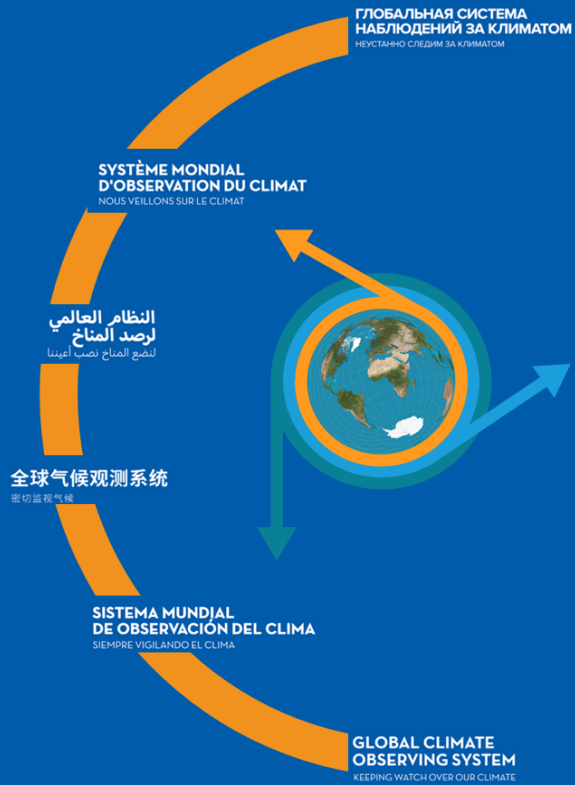 ГЛОБАЛЬНАЯ СИСТЕМА
НАБЛЮДЕНИЙ ЗА КЛИМАТОМ
НЕУСТАННО СЛЕДИМ ЗА КЛИМАТОМ
SYSTÈME MONDIAL
D'OBSERVATION DU CLIMAT
NOUS VEILLONS SUR LE CLIMAT
النظام العالمي
لرصد المناخ
لنضع المناخ نصب أعيننا
全球气候观测系统
密切监视气候
SISTEMA MUNDIAL
DE OBSERVACIÓN DEL CLIMA
SIEMPRE VIGILANDO EL CLIMA
GLOBAL CLIMATE
OBSERVING SYSTEM
KEEPING WATCH OVER OUR CLIMATE